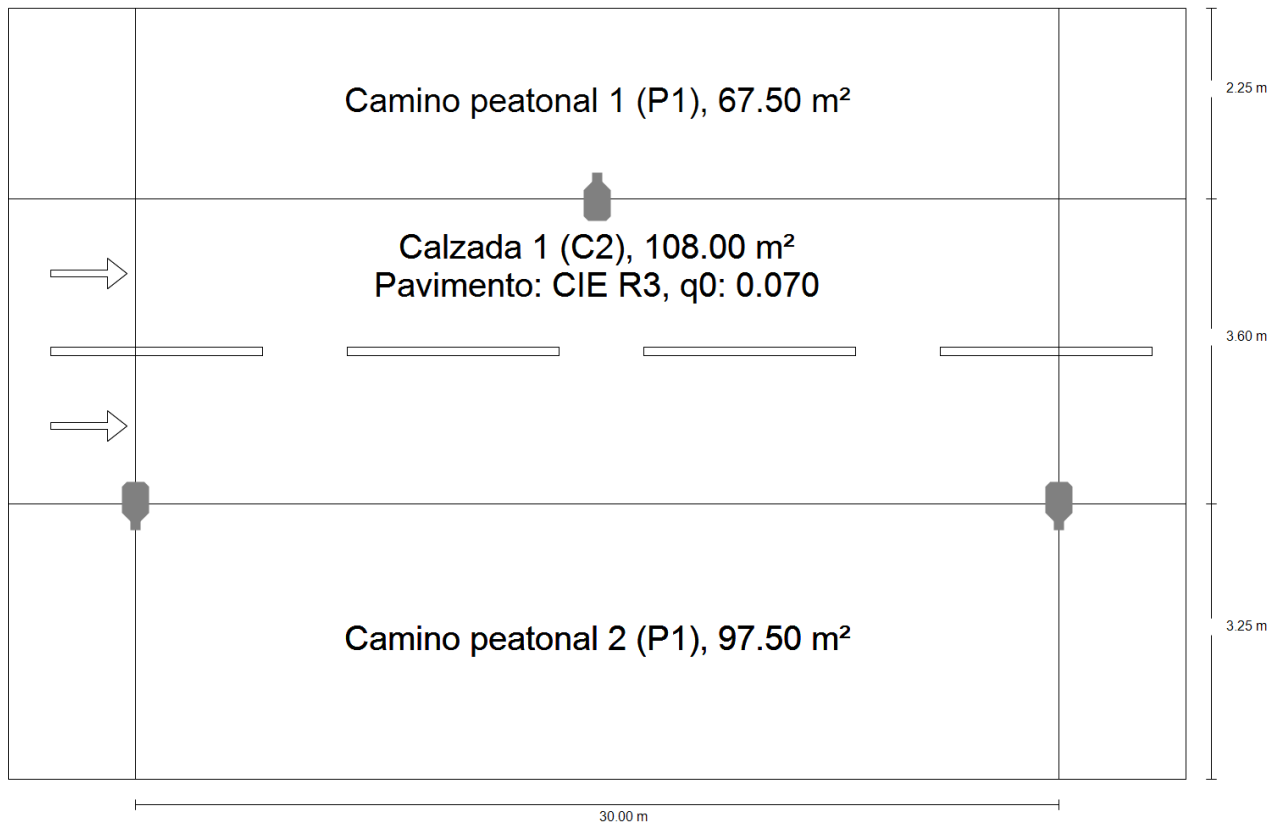 Camino peatonal 1 (P1), 67.50 m²
2.25 m
Calzada 1 (C2), 108.00 m²
Pavimento: CIE R3, q0: 0.070
3.60 m
Camino peatonal 2 (P1), 97.50 m²
3.25 m
30.00 m